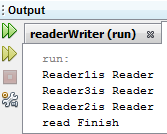 Output
readerWriter (run)
run:
Reader1is Reader
Reader3is Reader
Reader2is Reader
read Finish